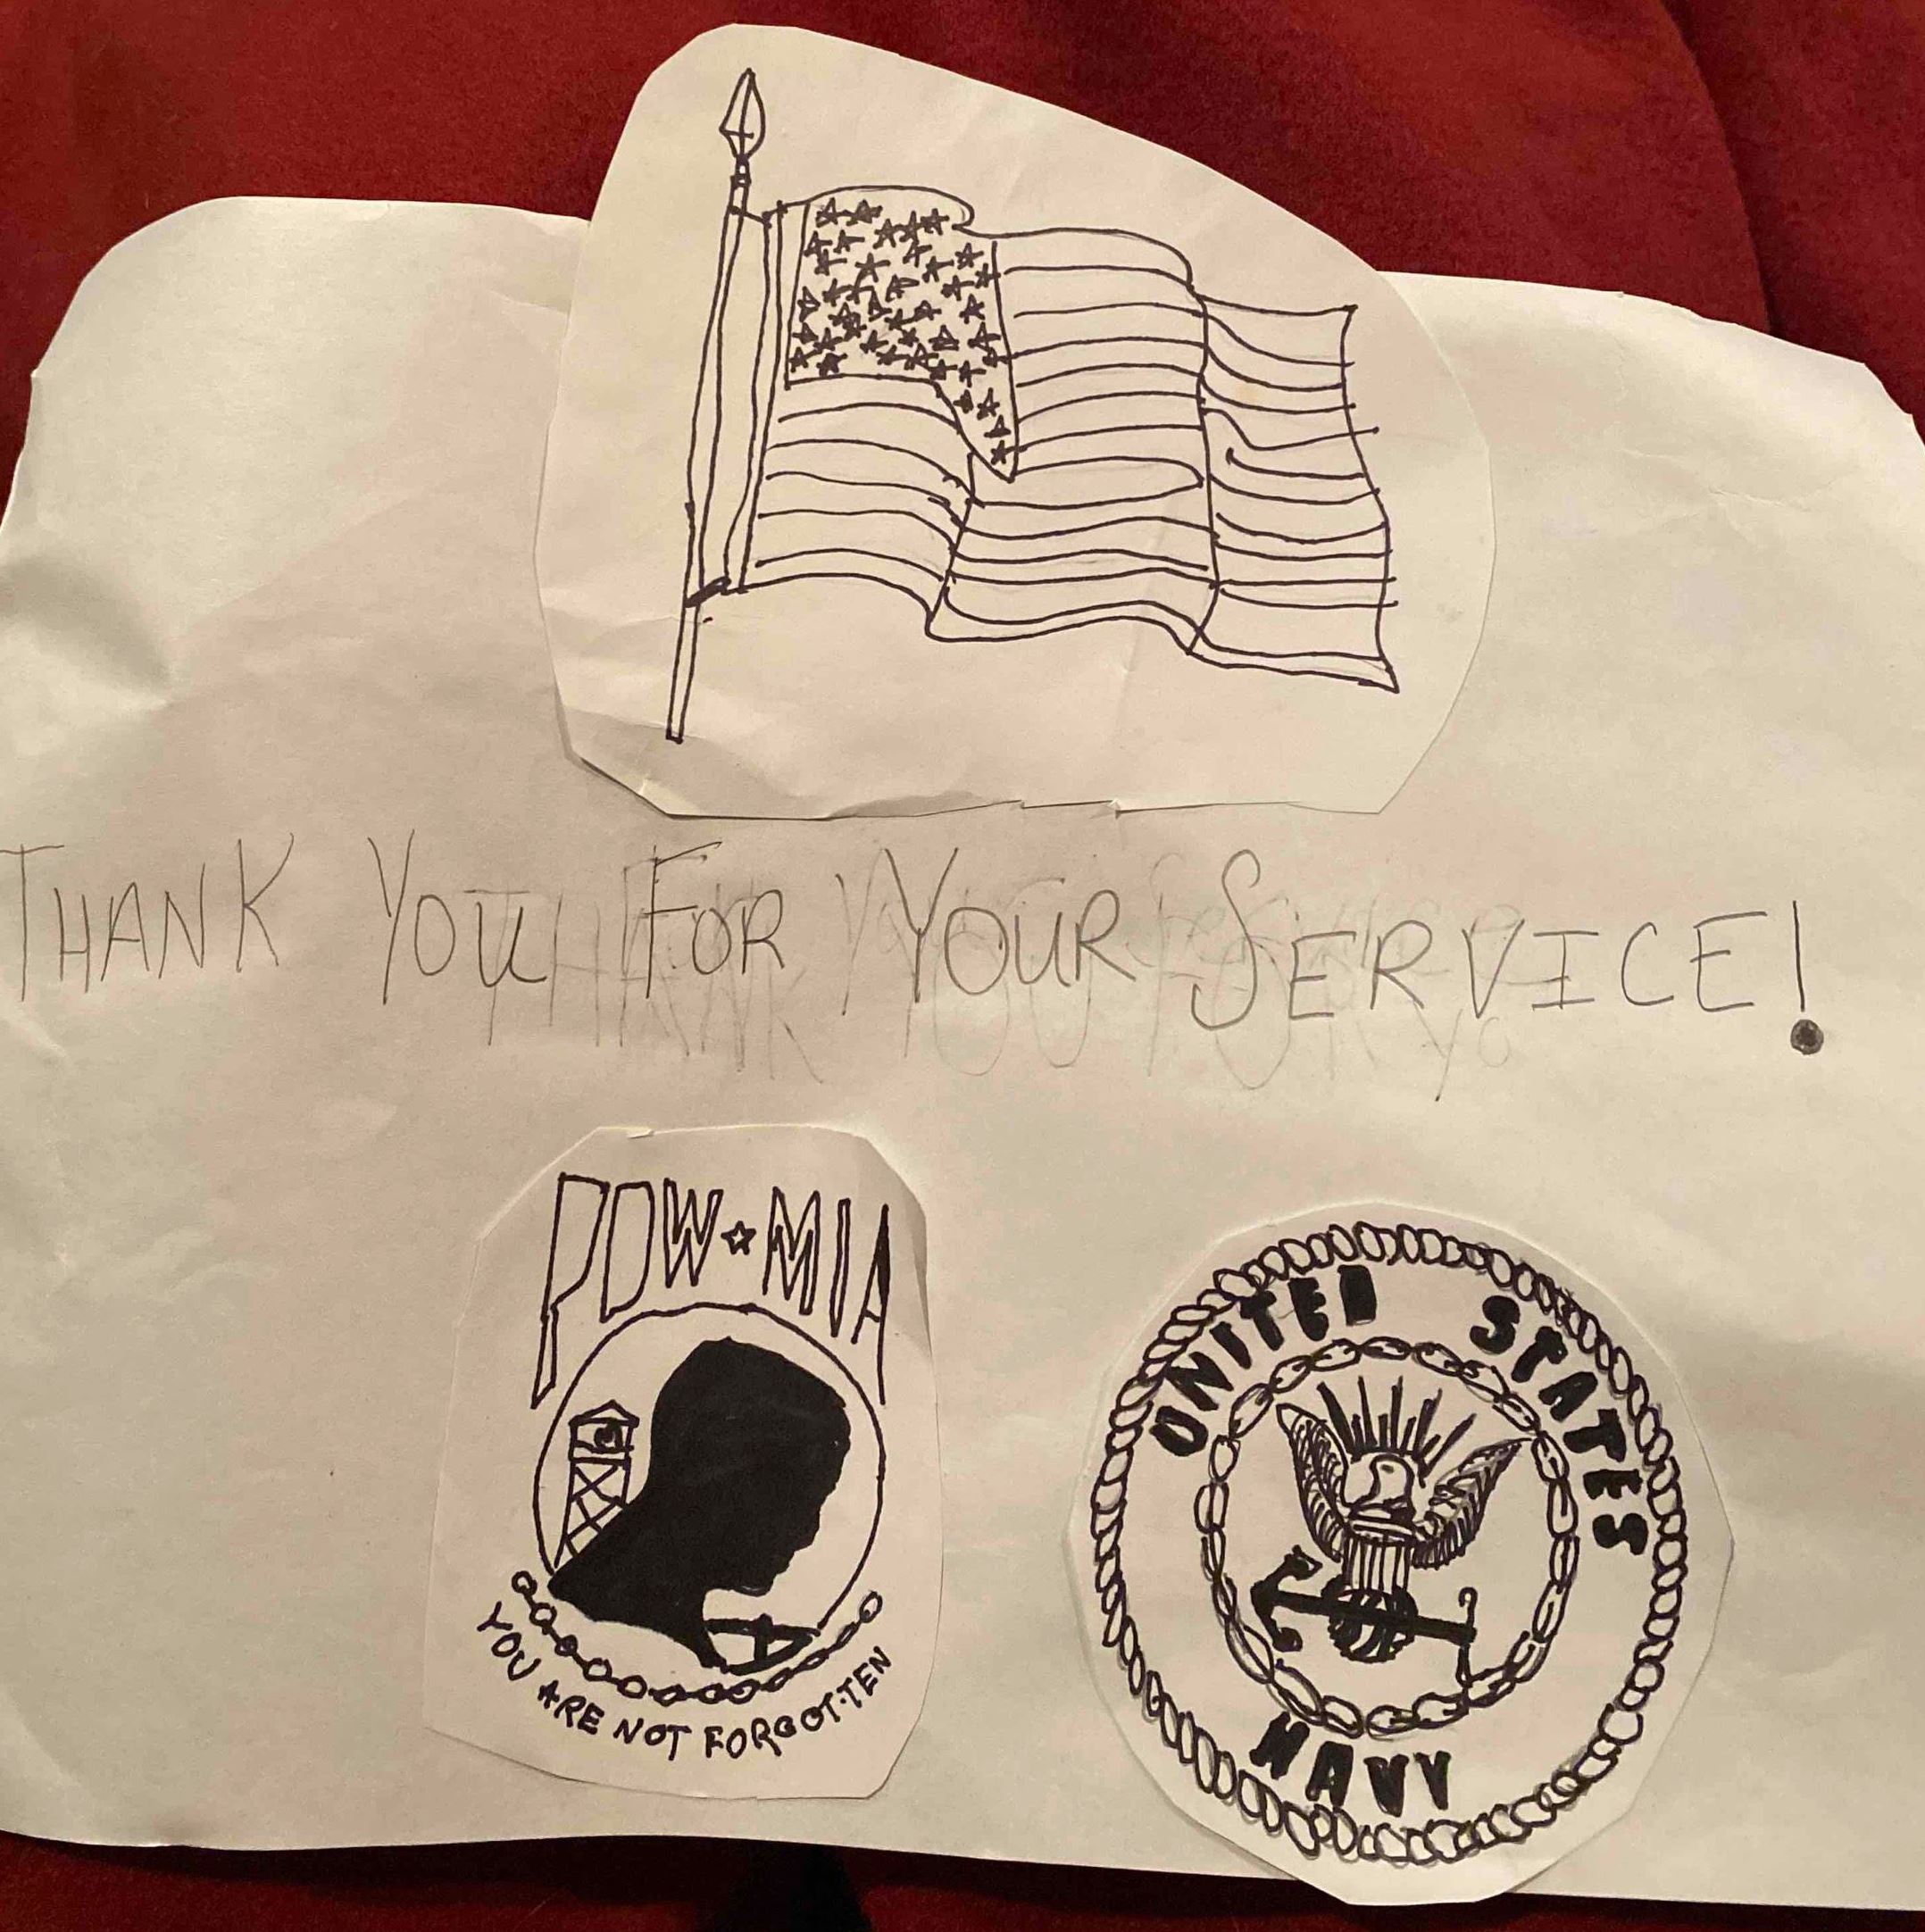 THANK YOU FOR YOUR SERVICE!
POW ☆ MIA
YOU ARE NOT FORGOTTEN
UNITED STATES
NAVY